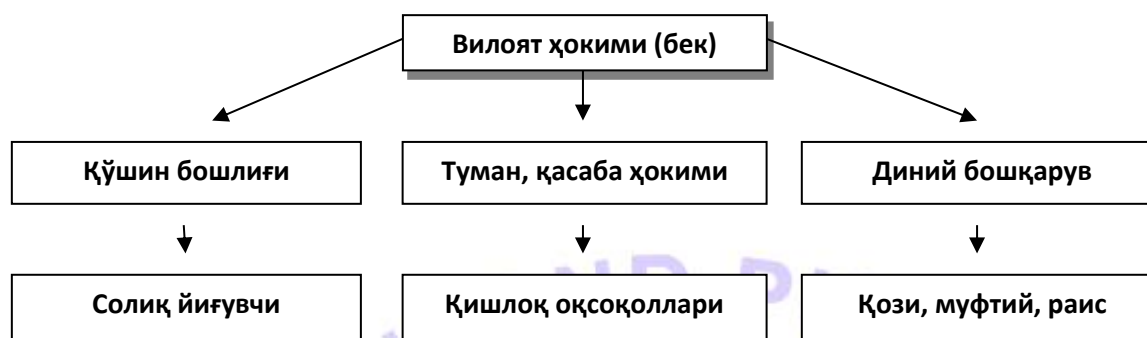 Вилоят ҳокими (бек)
Қўшин бошлиғи
Туман, қасаба ҳокими
Диний бошқарув
Солиқ йиғувчи
Қишлоқ оқсоқоллари
Қози, муфтий, раис